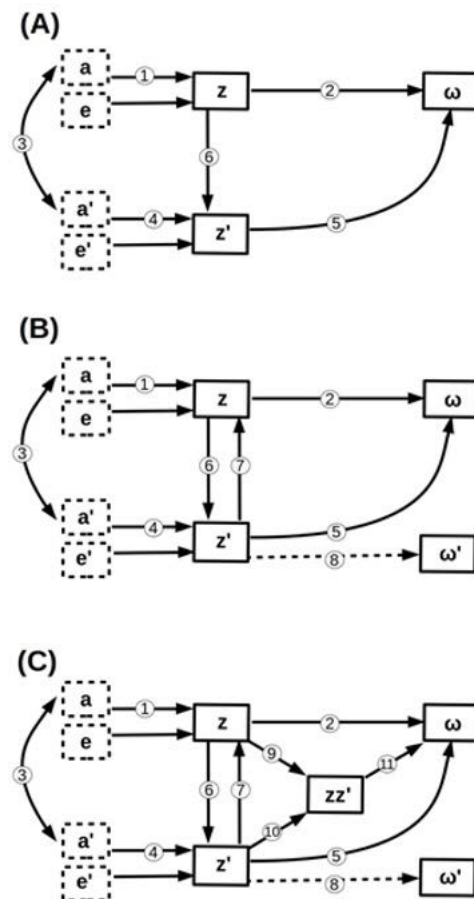 (A)
a ① z ② ω
e
③ ⑥
a' ④ z' ⑤
e'
(B)
a ① z ② ω
e
③ ⑥ ⑦
a' ④ z' ⑤
e' ⑧ ω'
(C)
a ① z ② ω
e ⑨ ⑪
③ ⑥ ⑦ zz'
⑩
a' ④ z' ⑤
e' ⑧ ω'